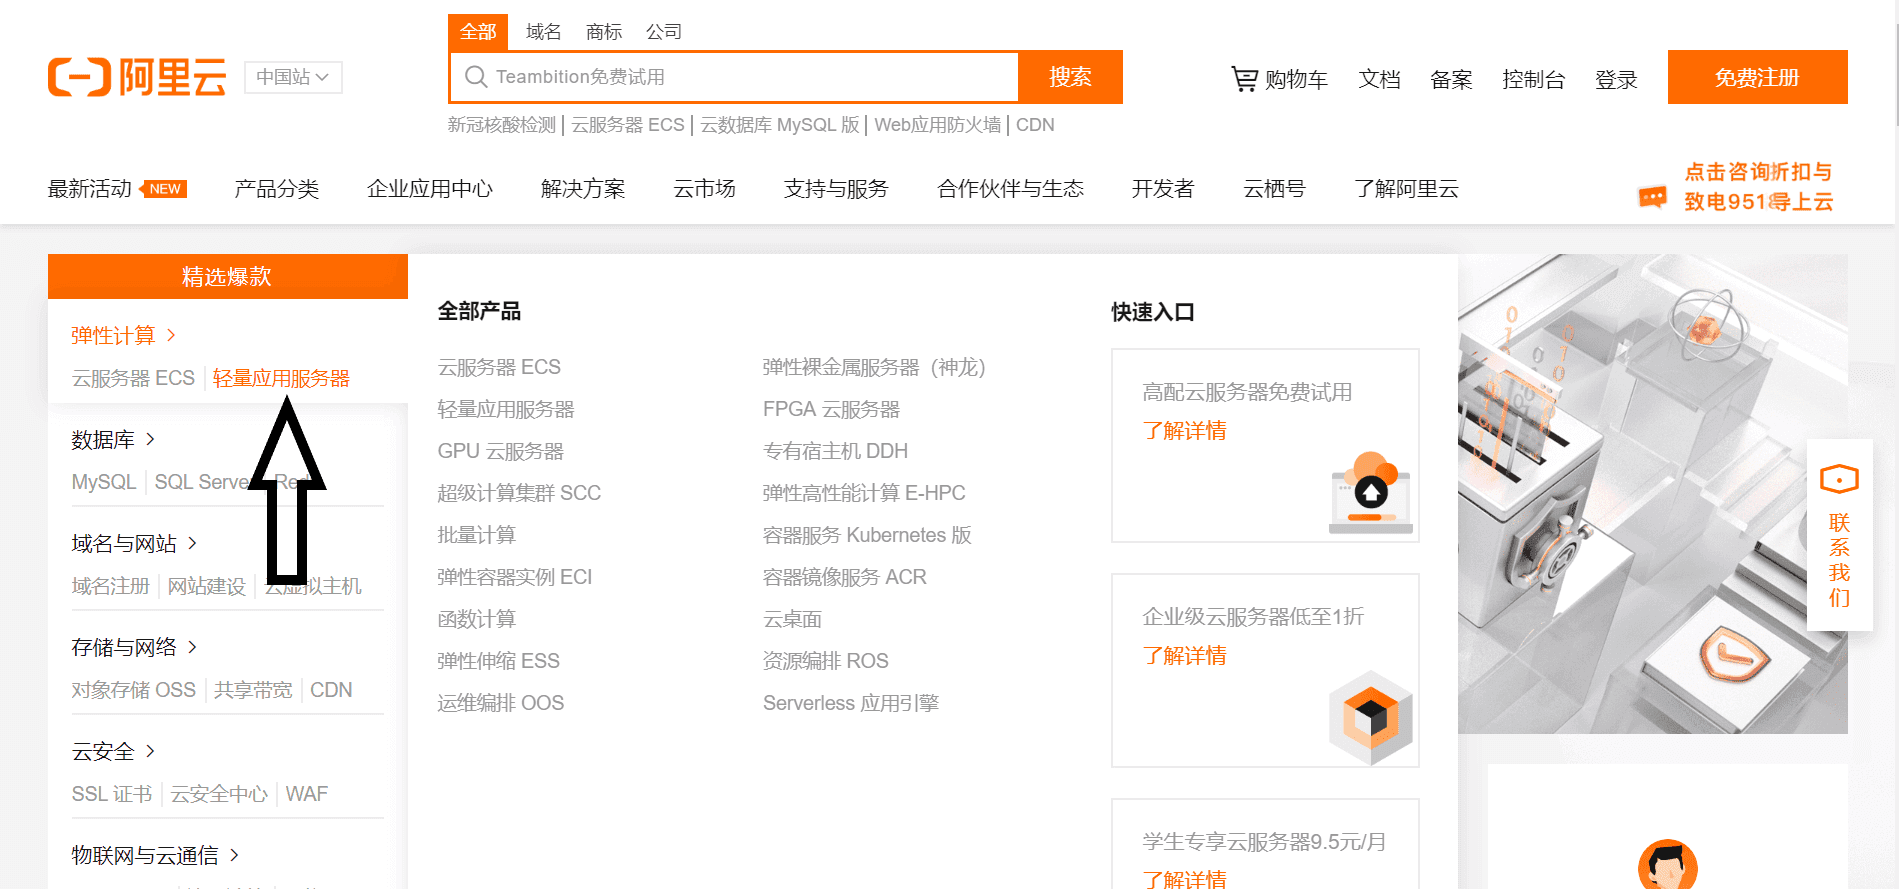 全部 域名 商标 公司
阿里云 中国站
Teambition免费试用 搜索
购物车 文档 备案 控制台 登录 免费注册
新冠核酸检测 | 云服务器 ECS | 云数据库 MySQL 版 | Web应用防火墙 | CDN
最新活动 NEW 产品分类 企业应用中心 解决方案 云市场 支持与服务 合作伙伴与生态 开发者 云栖号 了解阿里云
点击咨询折扣与
致电951 导上云
精选爆款
弹性计算
云服务器 ECS 轻量应用服务器
数据库
MySQL SQL Serve Red
域名与网站
域名注册 网站建设 云虚拟主机
存储与网络
对象存储 OSS 共享带宽 CDN
云安全
SSL 证书 云安全中心 WAF
物联网与云通信
全部产品
云服务器 ECS
轻量应用服务器
GPU 云服务器
超级计算集群 SCC
批量计算
弹性容器实例 ECI
函数计算
弹性伸缩 ESS
运维编排 OOS
弹性裸金属服务器（神龙）
FPGA 云服务器
专有宿主机 DDH
弹性高性能计算 E-HPC
容器服务 Kubernetes 版
容器镜像服务 ACR
云桌面
资源编排 ROS
Serverless 应用引擎
快速入口
高配云服务器免费试用
了解详情
企业级云服务器低至1折
了解详情
学生专享云服务器9.5元/月
了解详情
联系我们